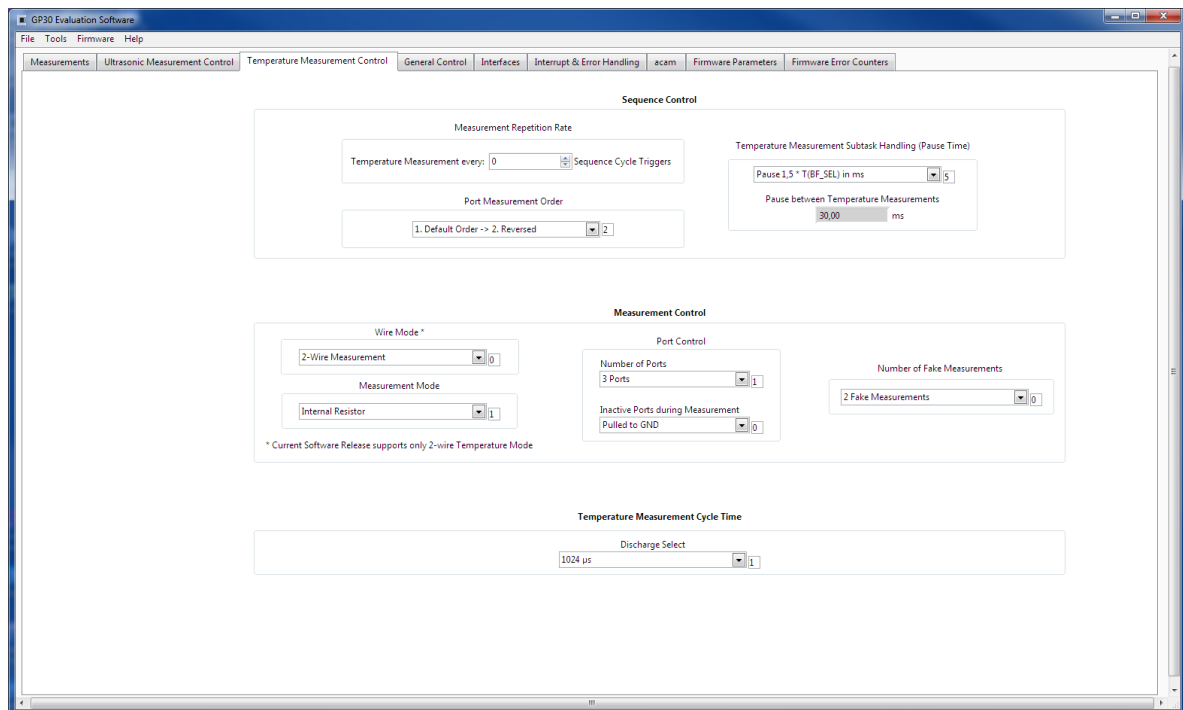 GP30 Evaluation Software
File Tools Firmware Help
Measurements Ultrasonic Measurement Control Temperature Measurement Control General Control Interfaces Interrupt & Error Handling acam Firmware Parameters Firmware Error Counters
Sequence Control
Measurement Repetition Rate
Temperature Measurement every: 0 Sequence Cycle Triggers
Port Measurement Order
1. Default Order -> 2. Reversed 2
Temperature Measurement Subtask Handling (Pause Time)
Pause 1,5 * T(BF_SEL) in ms 5
Pause between Temperature Measurements
30,00 ms
Measurement Control
Wire Mode *
2-Wire Measurement 0
Measurement Mode
Internal Resistor 1
* Current Software Release supports only 2-wire Temperature Mode
Port Control
Number of Ports
3 Ports 1
Inactive Ports during Measurement
Pulled to GND 0
Number of Fake Measurements
2 Fake Measurements 0
Temperature Measurement Cycle Time
Discharge Select
1024 µs 1